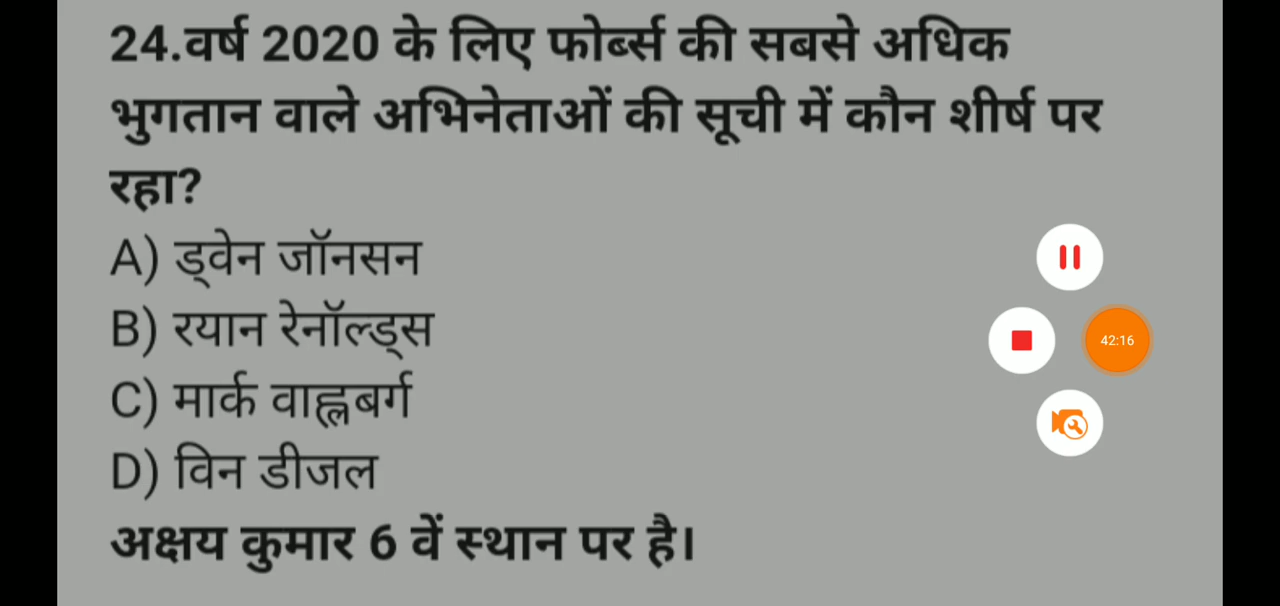 24.वर्ष 2020 के लिए फोर्ब्स की सबसे अधिक
भुगतान वाले अभिनेताओं की सूची में कौन शीर्ष पर
रहा?
A) ड्वेन जॉनसन
B) रयान रेनॉल्ड्स
C) मार्क वाह्लबर्ग
D) विन डीजल
अक्षय कुमार 6 वें स्थान पर है।
42:16